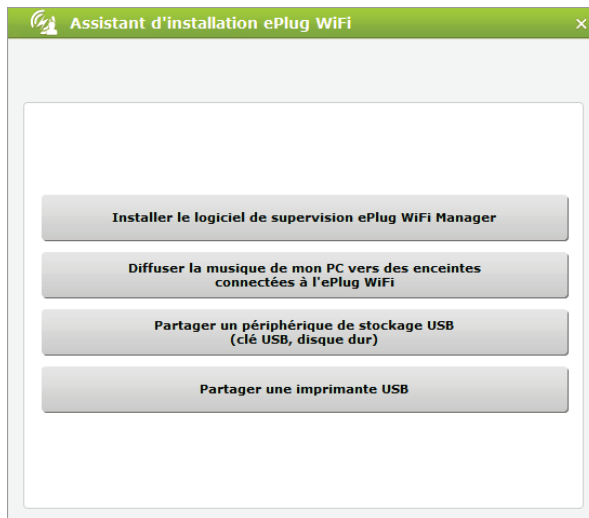 Assistant d'installation ePlug WiFi
Installer le logiciel de supervision ePlug WiFi Manager
Diffuser la musique de mon PC vers des enceintes
connectées à l'ePlug WiFi
Partager un périphérique de stockage USB
(clé USB, disque dur)
Partager une imprimante USB